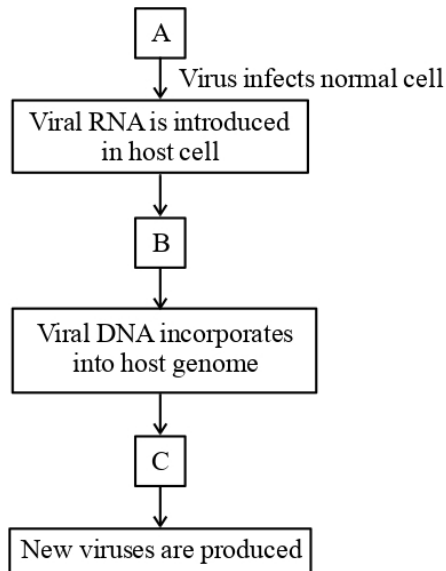 A
Virus infects normal cell
Viral RNA is introduced
in host cell
B
Viral DNA incorporates
into host genome
C
New viruses are produced